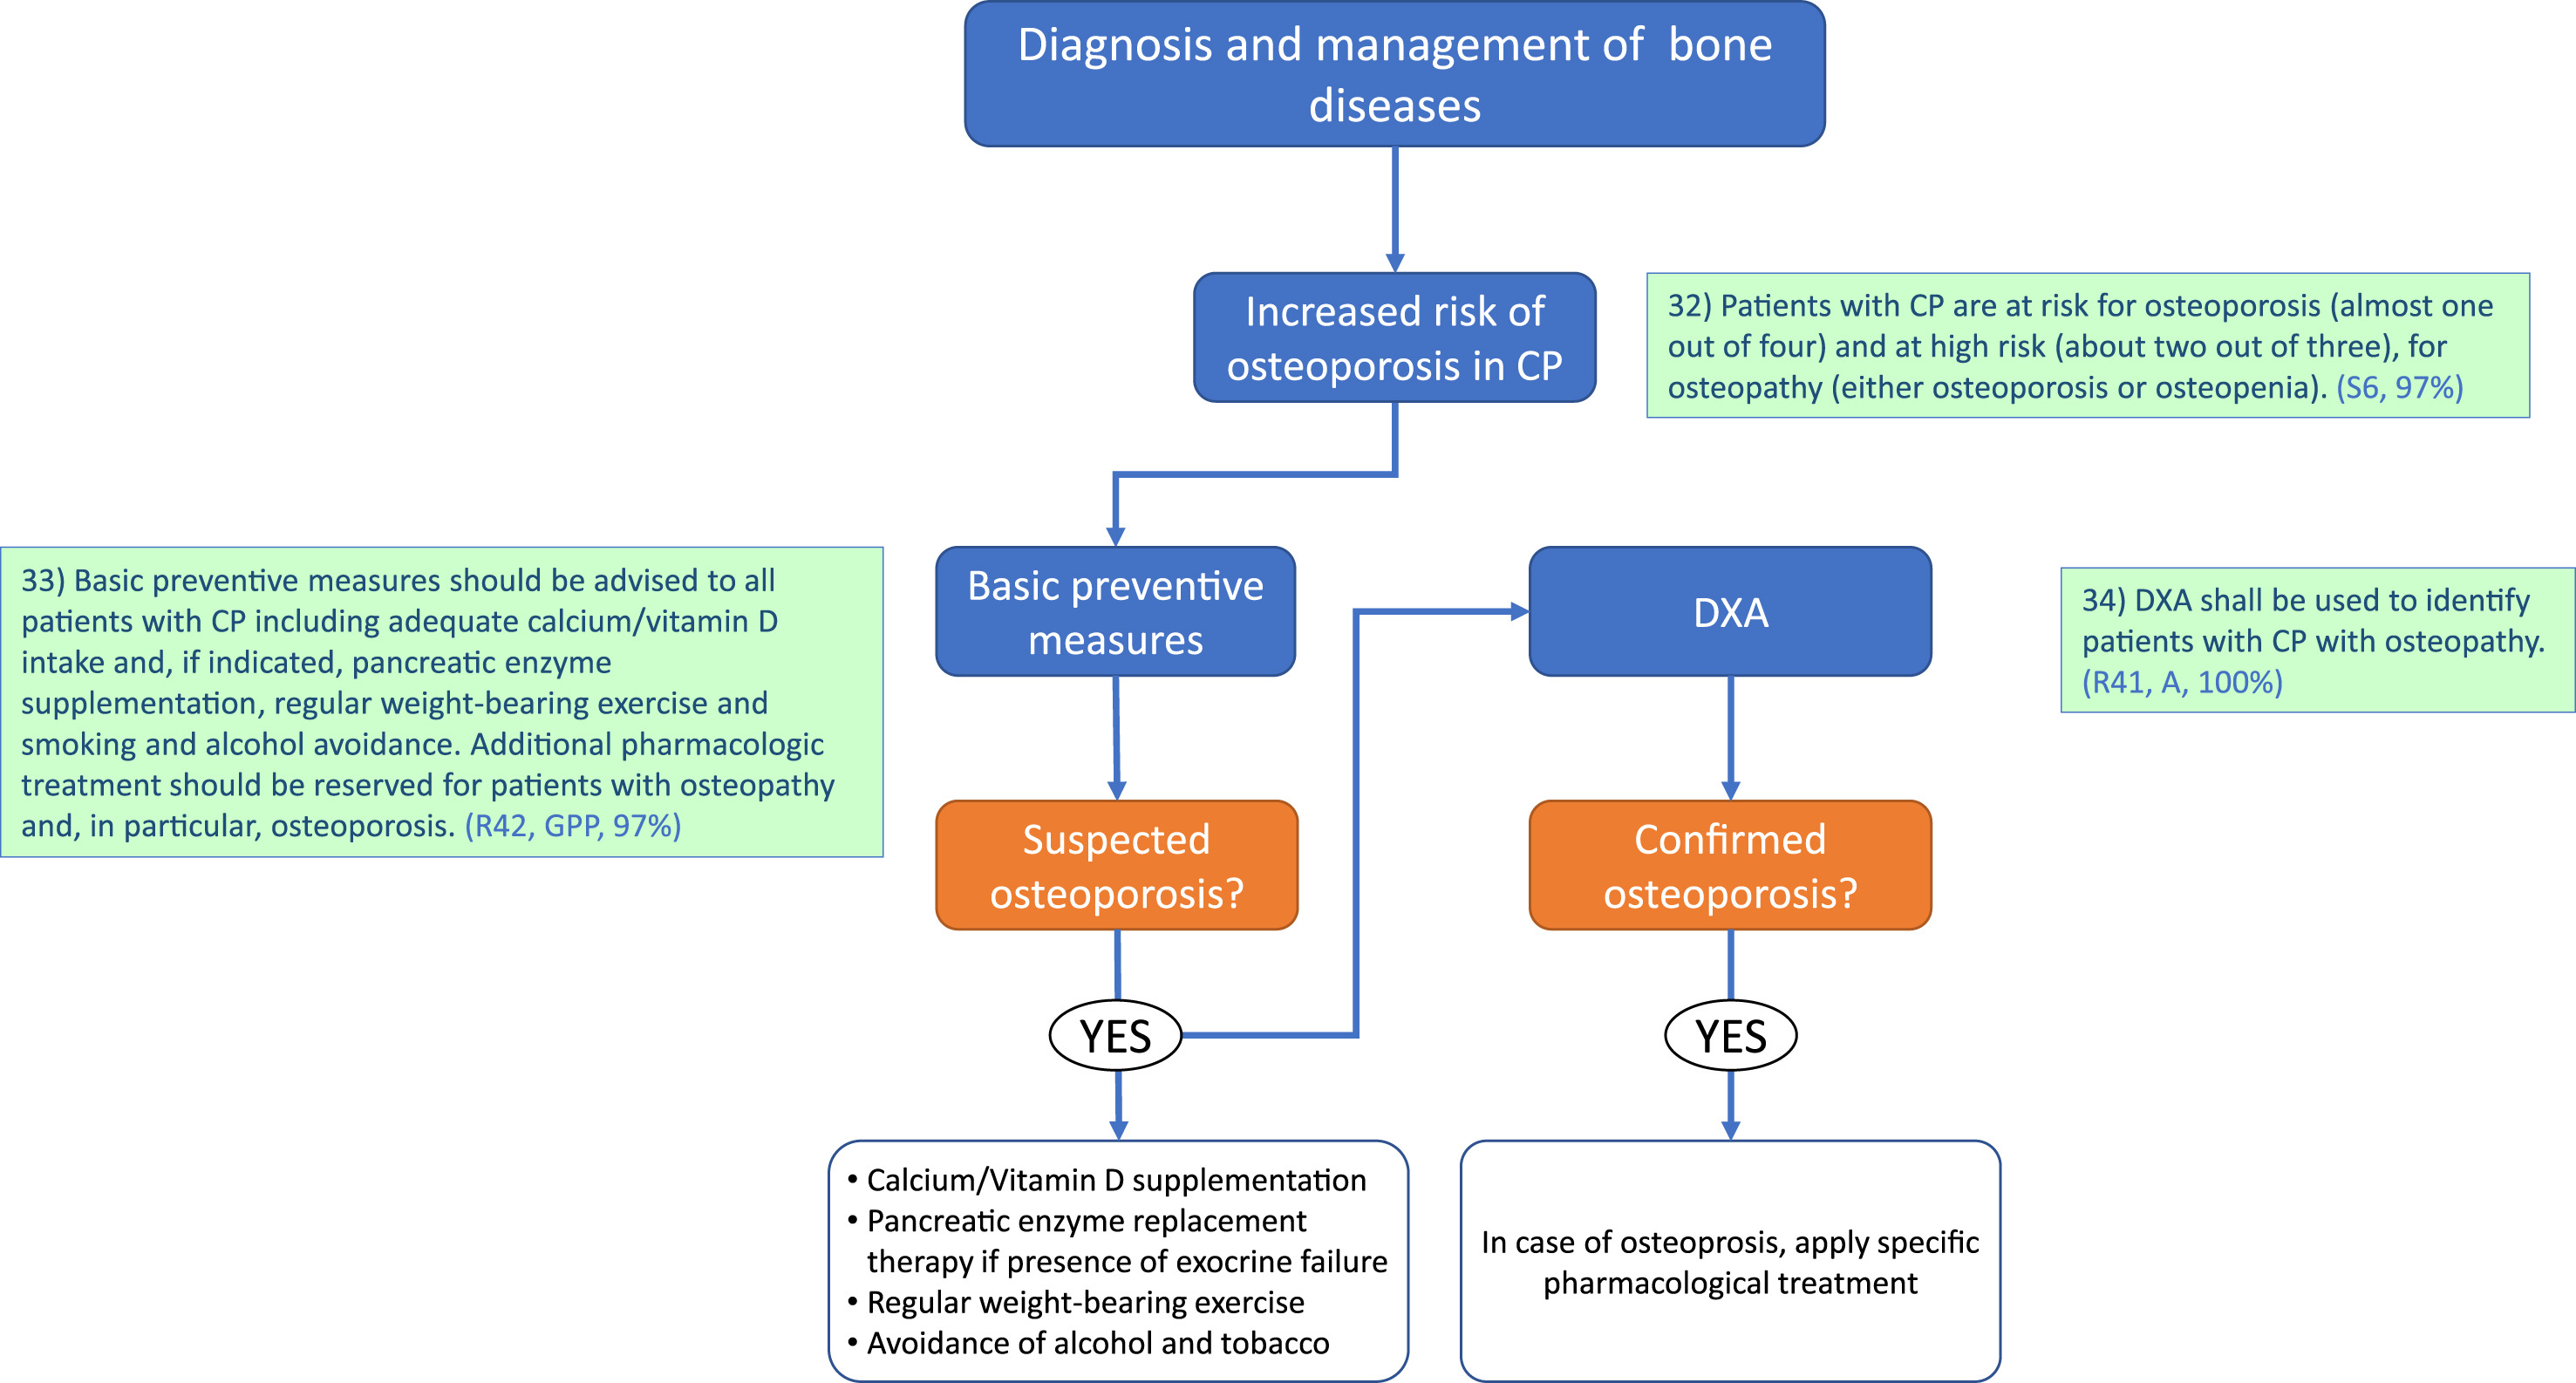 Diagnosis and management of bone
diseases
Increased risk of
osteoporosis in CP
32) Patients with CP are at risk for osteoporosis (almost one
out of four) and at high risk (about two out of three), for
osteopathy (either osteoporosis or osteopenia). (S6, 97%)
33) Basic preventive measures should be advised to all
patients with CP including adequate calcium/vitamin D
intake and, if indicated, pancreatic enzyme
supplementation, regular weight-bearing exercise and
smoking and alcohol avoidance. Additional pharmacologic
treatment should be reserved for patients with osteopathy
and, in particular, osteoporosis. (R42, GPP, 97%)
Basic preventive
measures
DXA
34) DXA shall be used to identify
patients with CP with osteopathy.
(R41, A, 100%)
Suspected
osteoporosis?
Confirmed
osteoporosis?
YES
YES
• Calcium/Vitamin D supplementation
• Pancreatic enzyme replacement
therapy if presence of exocrine failure
• Regular weight-bearing exercise
• Avoidance of alcohol and tobacco
In case of osteoprosis, apply specific
pharmacological treatment